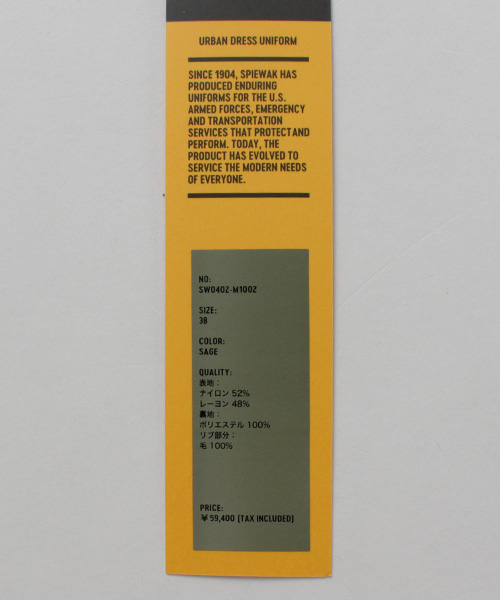 URBAN DRESS UNIFORM
SINCE 1904, SPIEWAK HAS
PRODUCED ENDURING
UNIFORMS FOR THE U.S.
ARMED FORCES, EMERGENCY
AND TRANSPORTATION
SERVICES THAT PROTECT AND
PERFORM. TODAY, THE
PRODUCT HAS EVOLVED TO
SERVICE THE MODERN NEEDS
OF EVERYONE.
NO:
SW0402-M1002
SIZE:
38
COLOR:
SAGE
QUALITY:
表地：
ナイロン 52%
レーヨン 48%
裏地：
ポリエステル 100%
リブ部分：
毛 100%
PRICE:
¥59,400 [TAX INCLUDED]